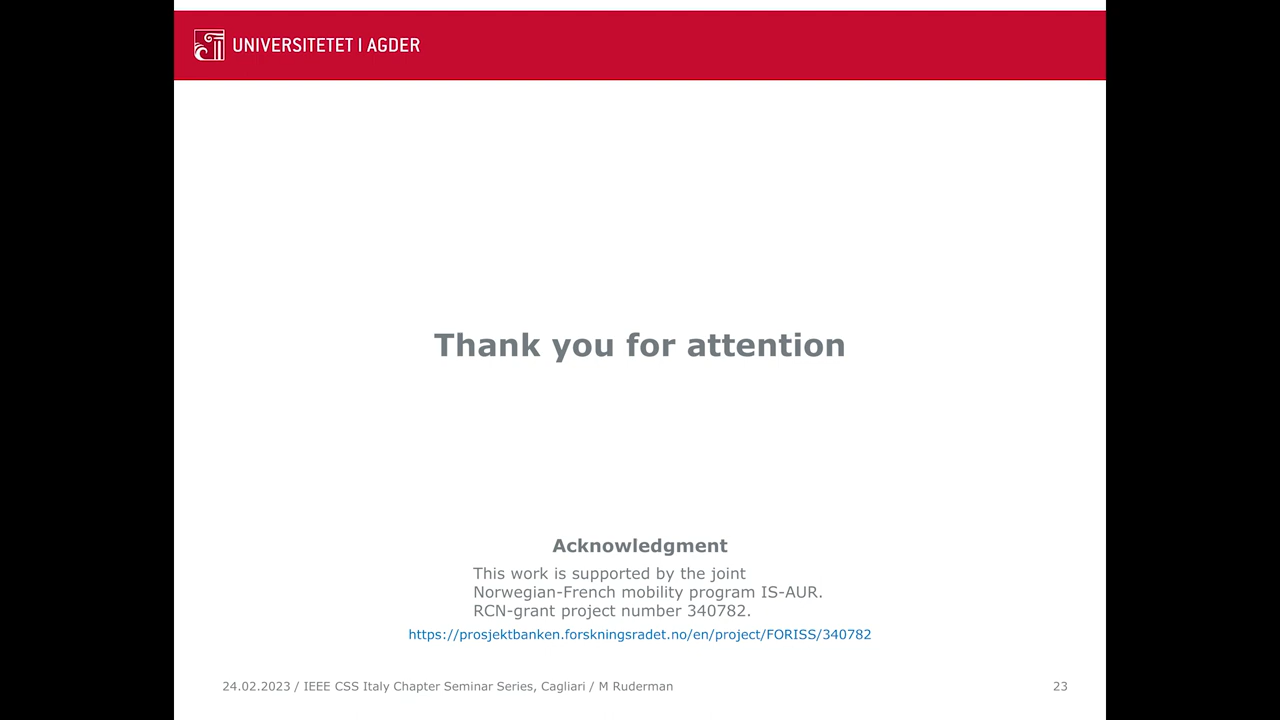 UNIVERSITETET I AGDER
Thank you for attention
Acknowledgment
This work is supported by the joint
Norwegian-French mobility program IS-AUR.
RCN-grant project number 340782.
https://prosjektbanken.forskningsradet.no/en/project/FORISS/340782
24.02.2023 / IEEE CSS Italy Chapter Seminar Series, Cagliari / M Ruderman
23